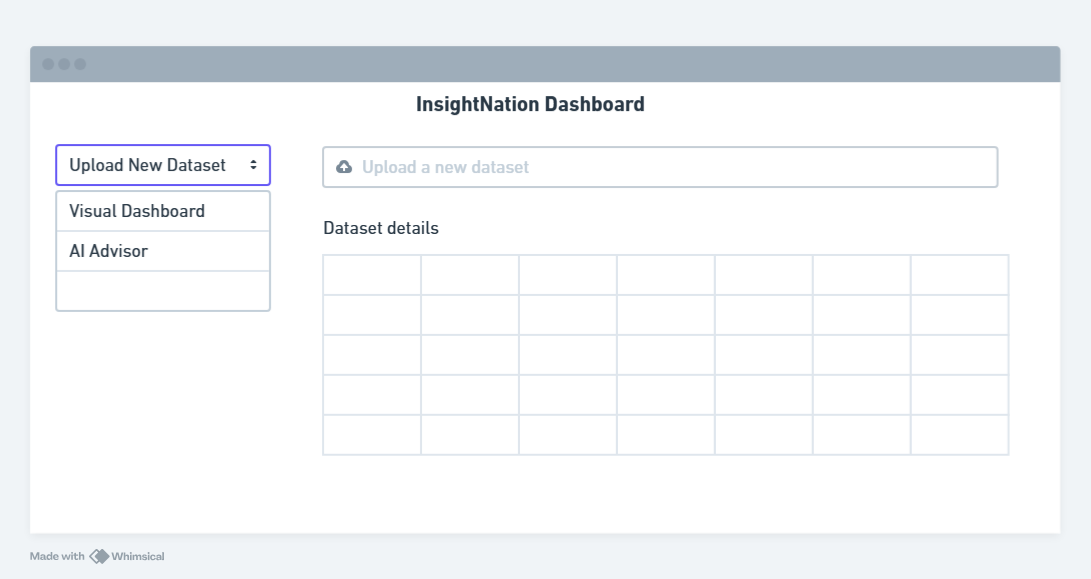 InsightNation Dashboard
Upload New Dataset
Visual Dashboard
AI Advisor
Upload a new dataset
Dataset details
Made with Whimsical